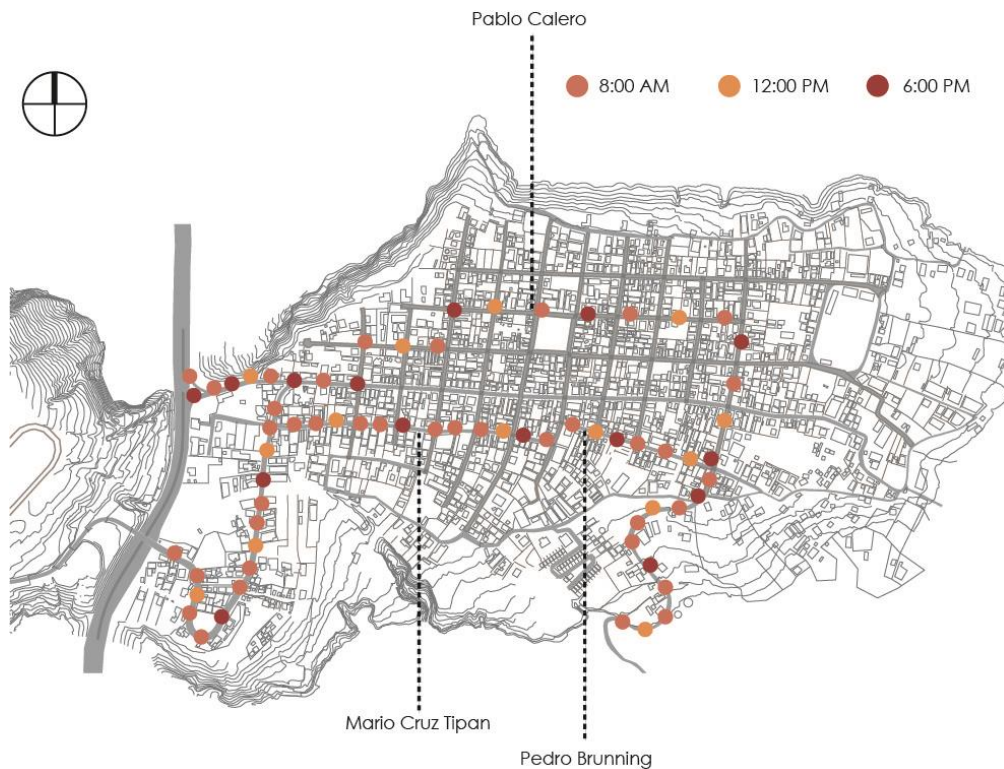 Pablo Calero
8:00 AM
12:00 PM
6:00 PM
Mario Cruz Tipan
Pedro Brunning